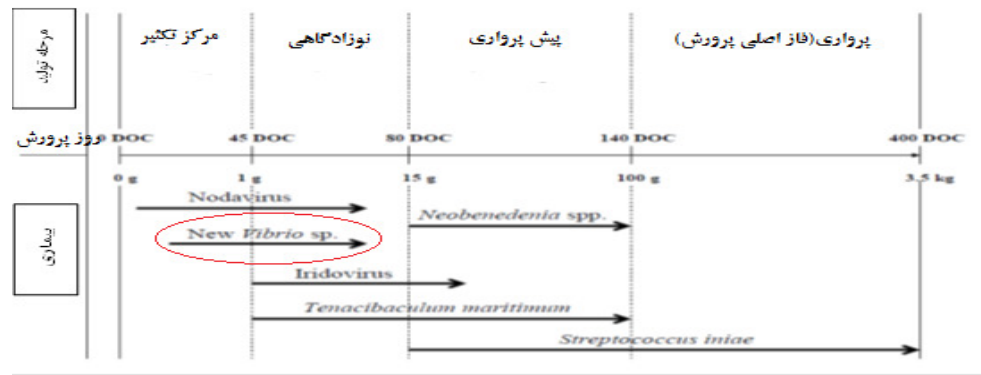 مرحله تولید
مرکز تکثیر
نوزادگاهی
پیش پرواری
پرواری(فاز اصلی پرورش)
روز پرورش
0 DOC 45 DOC 80 DOC 140 DOC 400 DOC
0 g 1 g 15 g 100 g 3.5 kg
بیماری
Nodavirus
Neobenedenia spp.
New Vibrio sp.
Iridovirus
Tenacibaculum maritimum
Streptococcus iniae